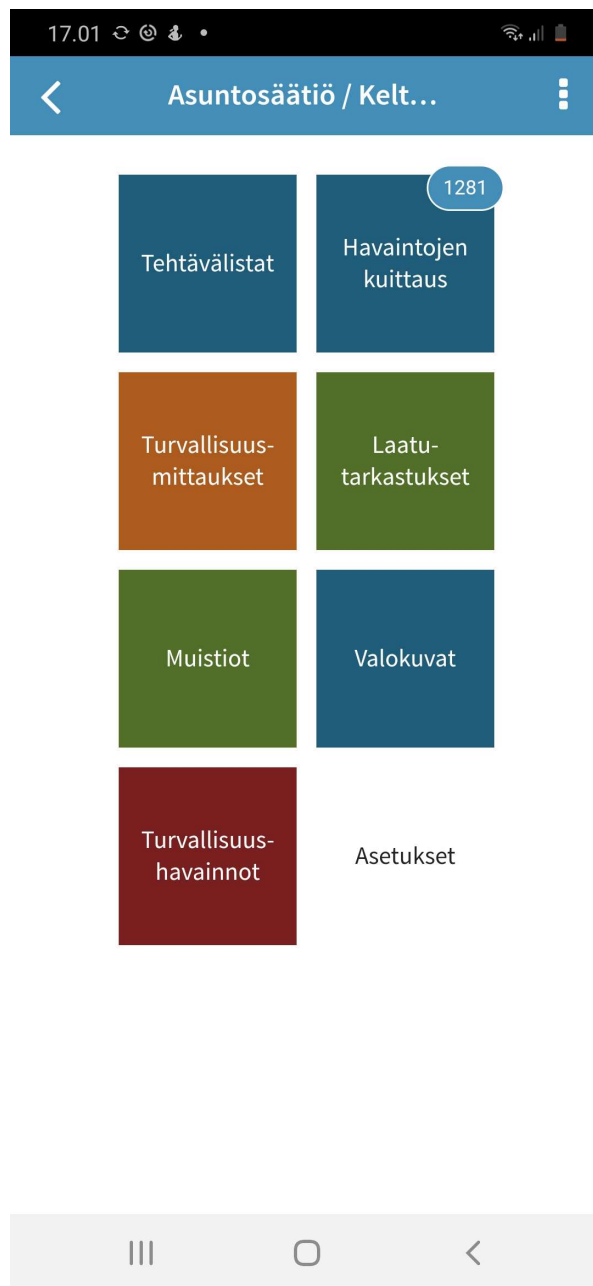 17.01
Asuntosäätiö / Kelt...
1281
Tehtävälistat
Havaintojen
kuittaus
Turvallisuus-
mittaukset
Laatu-
tarkastukset
Muistiot
Valokuvat
Turvallisuus-
havainnot
Asetukset